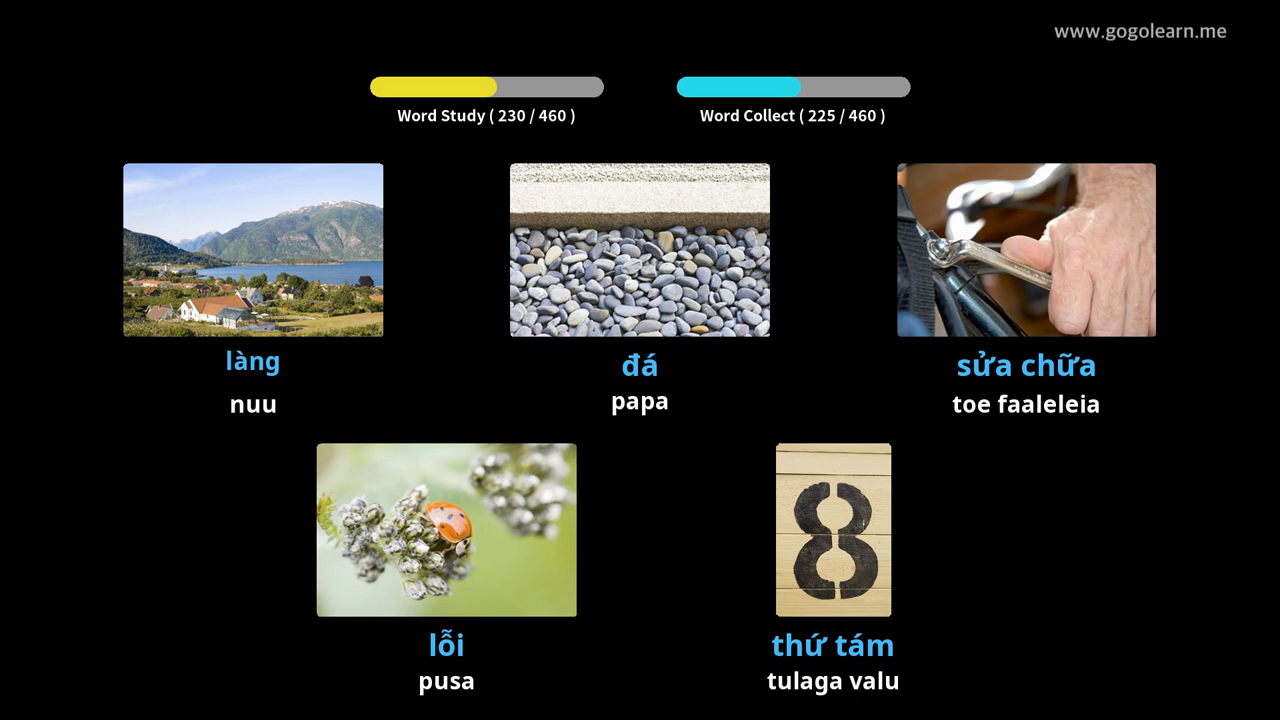 www.gogolearn.me
Word Study ( 230 / 460 )
Word Collect ( 225 / 460 )
làng
nuu
đá
papa
sửa chữa
toe faaleleia
8
lỗi
pusa
thứ tám
tulaga valu